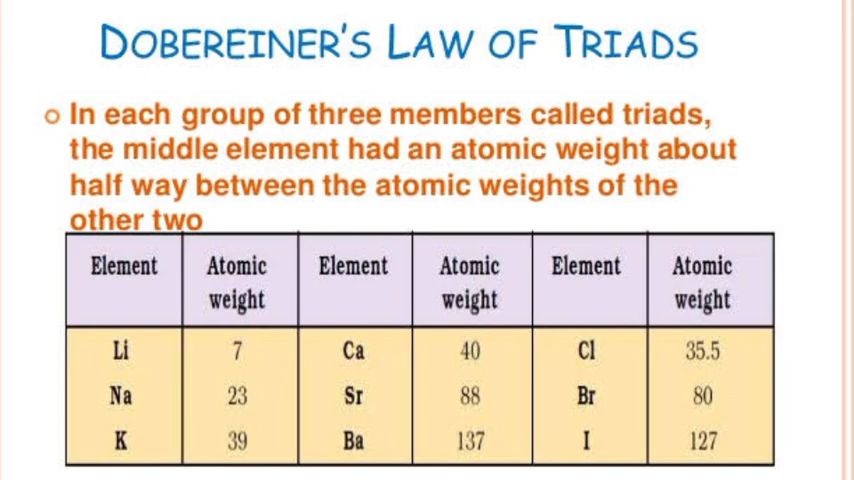 DOBEREINER'S LAW OF TRIADS
In each group of three members called triads,
the middle element had an atomic weight about
half way between the atomic weights of the
other two
Element Atomic weight Element Atomic weight Element Atomic weight
Li 7 Ca 40 Cl 35.5
Na 23 Sr 88 Br 80
K 39 Ba 137 I 127